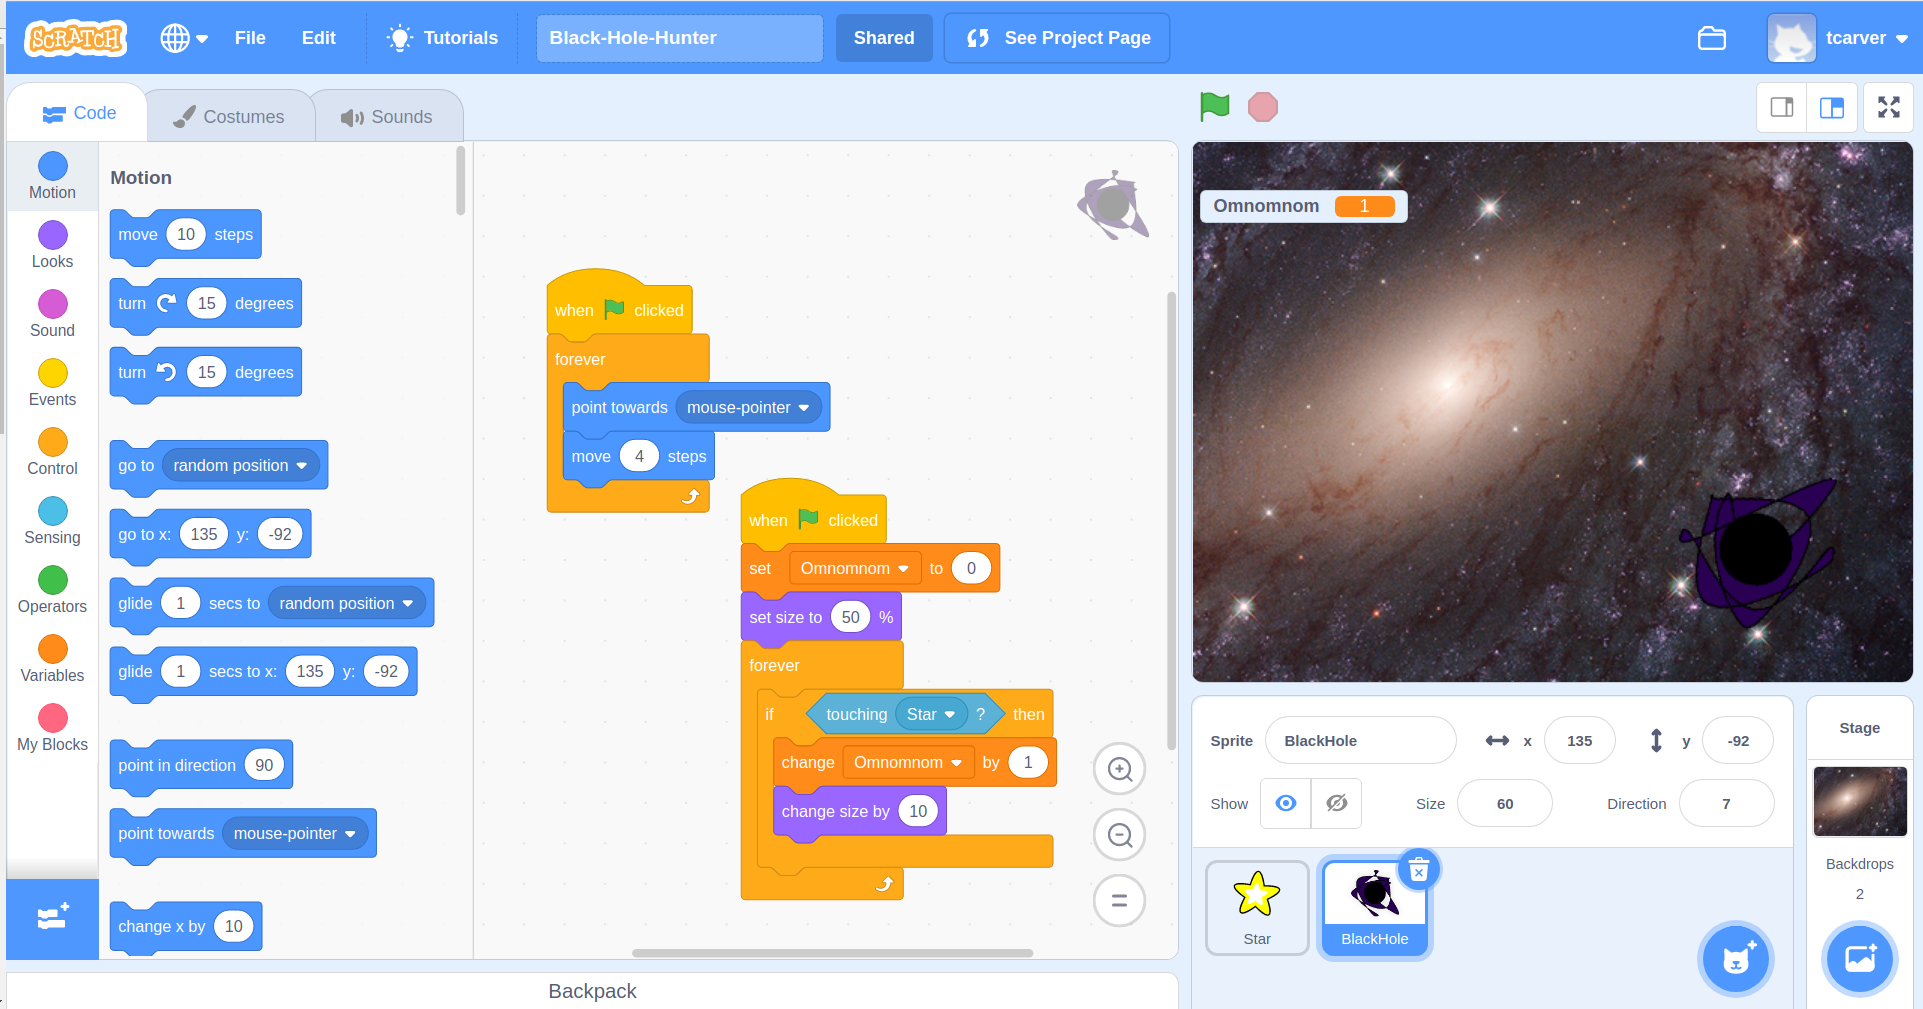 SCRATCH
File
Edit
Tutorials
Black-Hole-Hunter
Shared
See Project Page
tcarver
Code
Costumes
Sounds
Motion
Looks
Sound
Events
Control
Sensing
Operators
Variables
My Blocks
Motion
move 10 steps
turn 15 degrees
turn 15 degrees
go to random position
go to x: 135 y: -92
glide 1 secs to random position
glide 1 secs to x: 135 y: -92
point in direction 90
point towards mouse-pointer
change x by 10
when clicked
forever
point towards mouse-pointer
move 4 steps
when clicked
set Omnomnom to 0
set size to 50 %
forever
if touching Star ? then
change Omnomnom by 1
change size by 10
Backpack
Omnomnom 1
Sprite BlackHole x 135 y -92
Show Size 60 Direction 7
Star
BlackHole
Stage
Backdrops
2